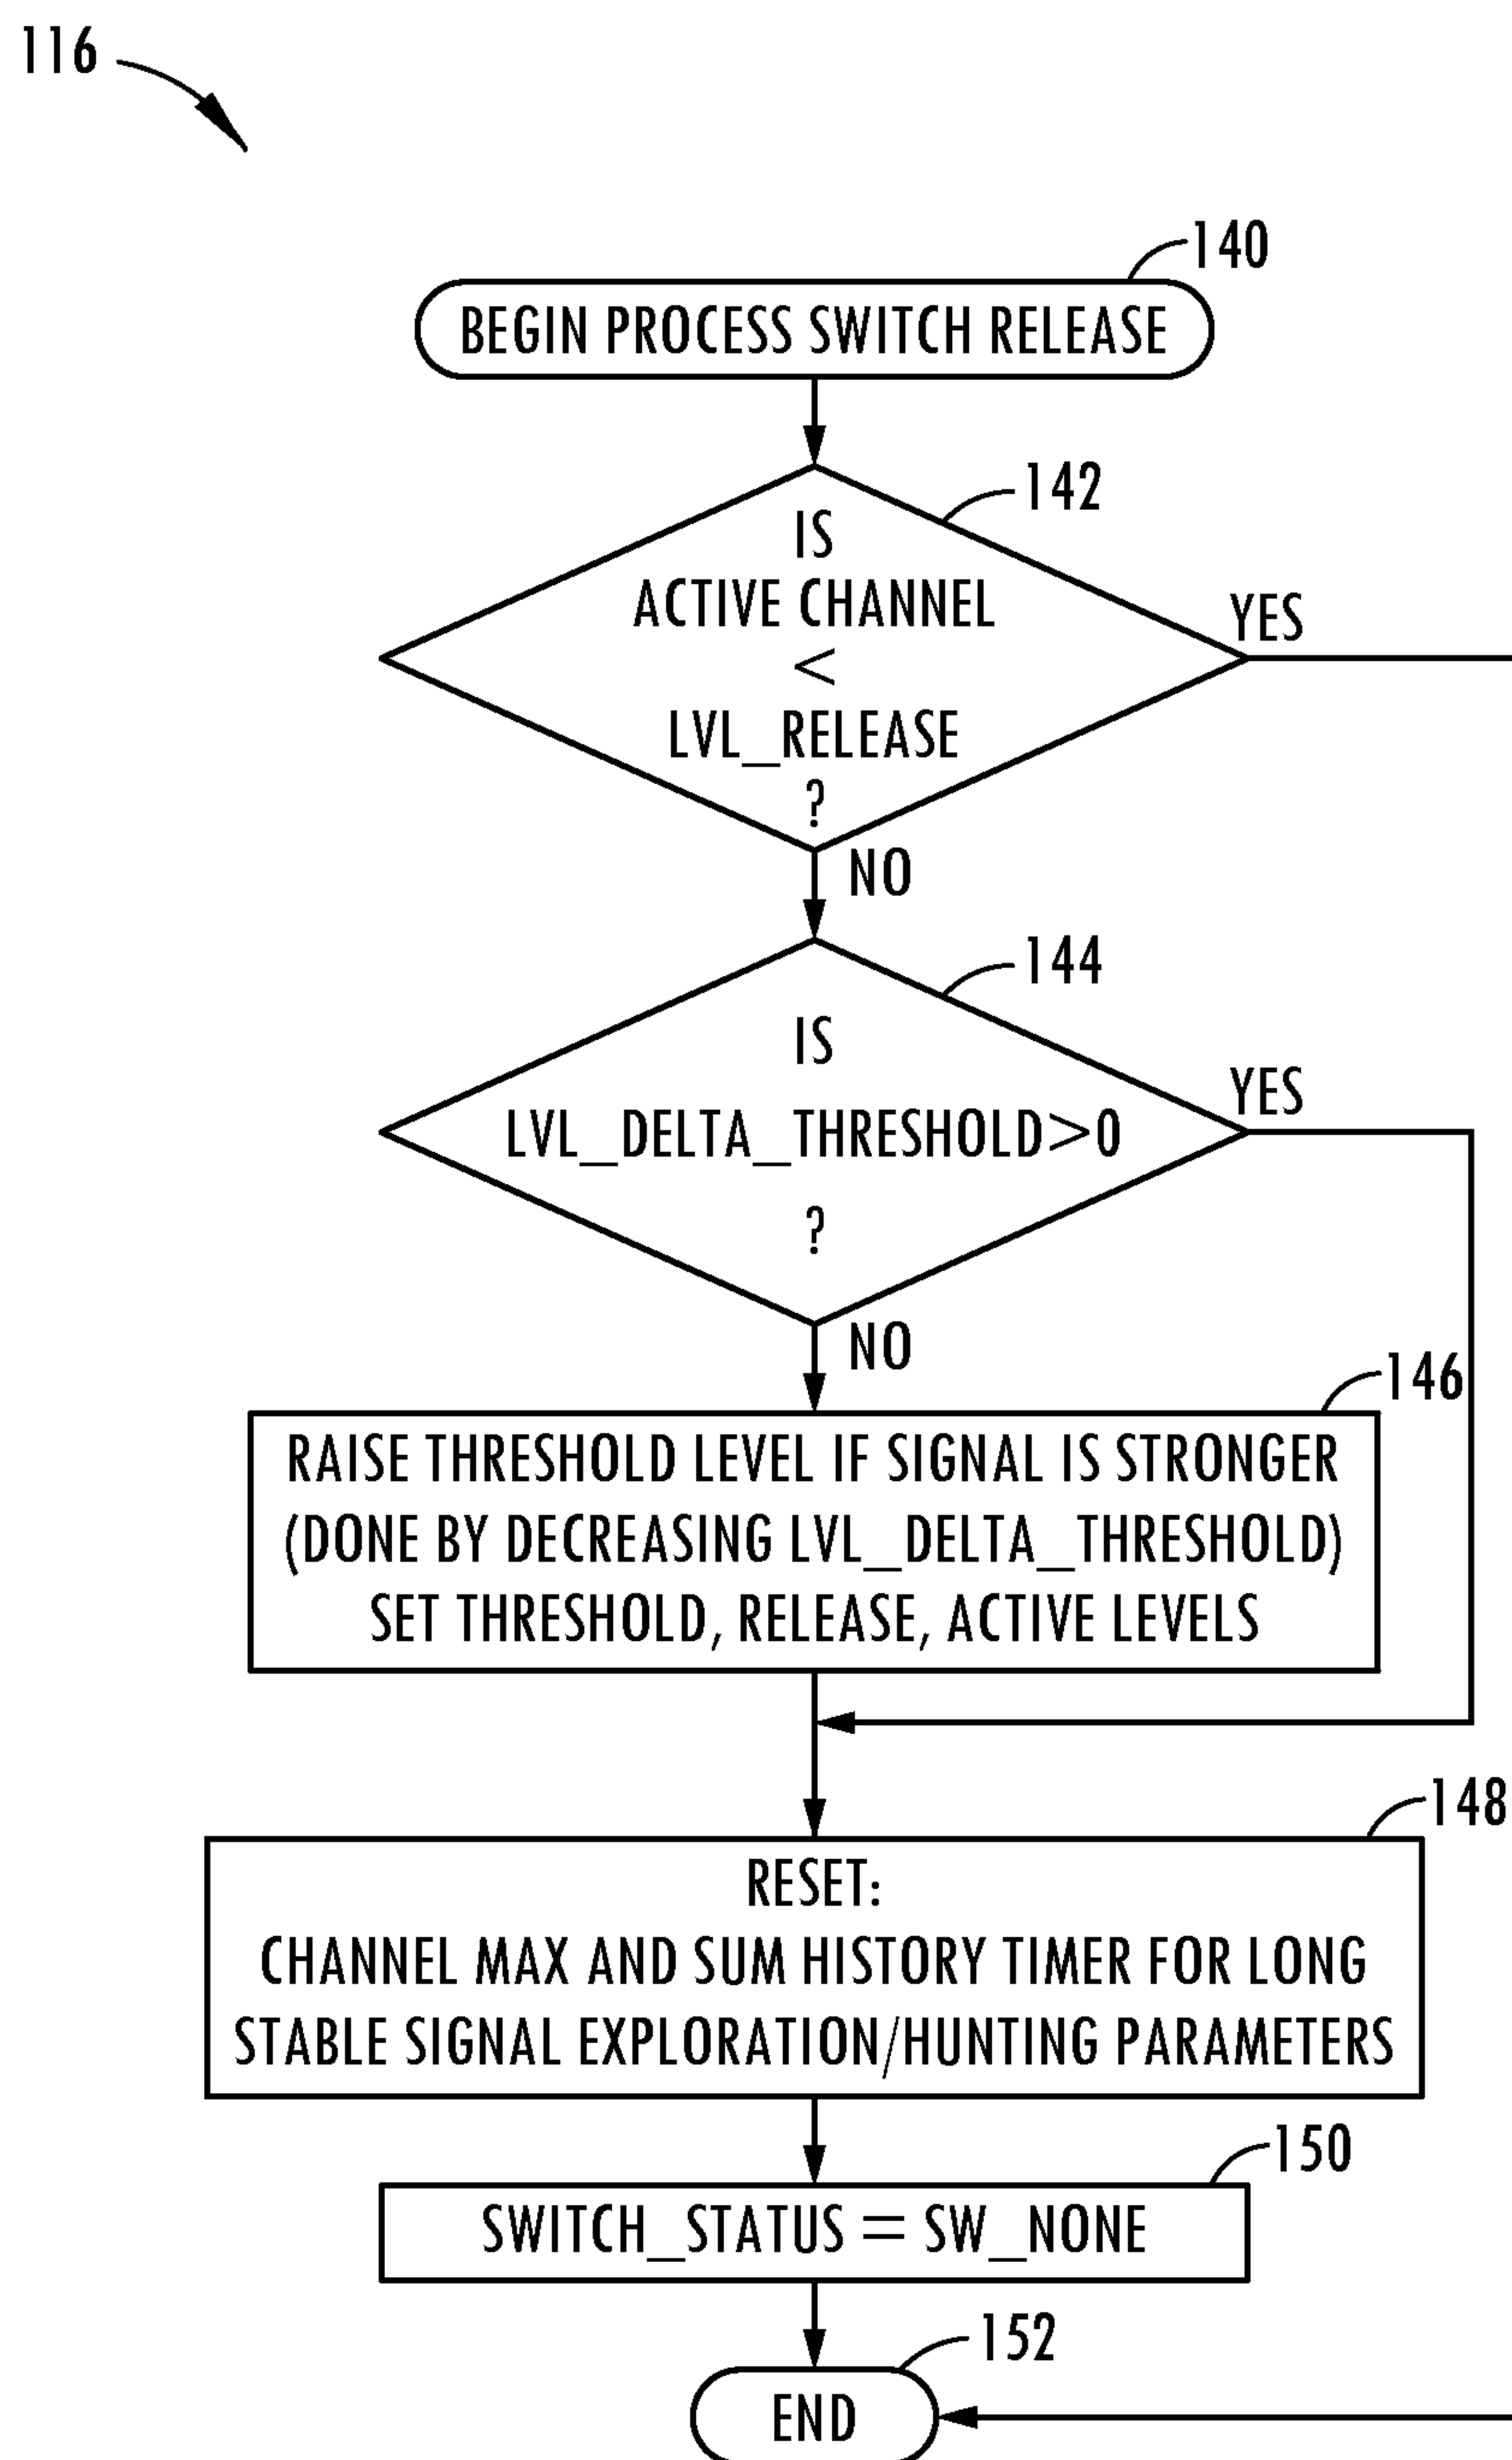 116
140
BEGIN PROCESS SWITCH RELEASE
142
IS
ACTIVE CHANNEL
<
LVL_RELEASE
?
YES
NO
144
IS
LVL_DELTA_THRESHOLD>0
?
YES
NO
146
RAISE THRESHOLD LEVEL IF SIGNAL IS STRONGER
(DONE BY DECREASING LVL_DELTA_THRESHOLD)
SET THRESHOLD, RELEASE, ACTIVE LEVELS
148
RESET:
CHANNEL MAX AND SUM HISTORY TIMER FOR LONG
STABLE SIGNAL EXPLORATION/HUNTING PARAMETERS
150
SWITCH_STATUS = SW_NONE
152
END